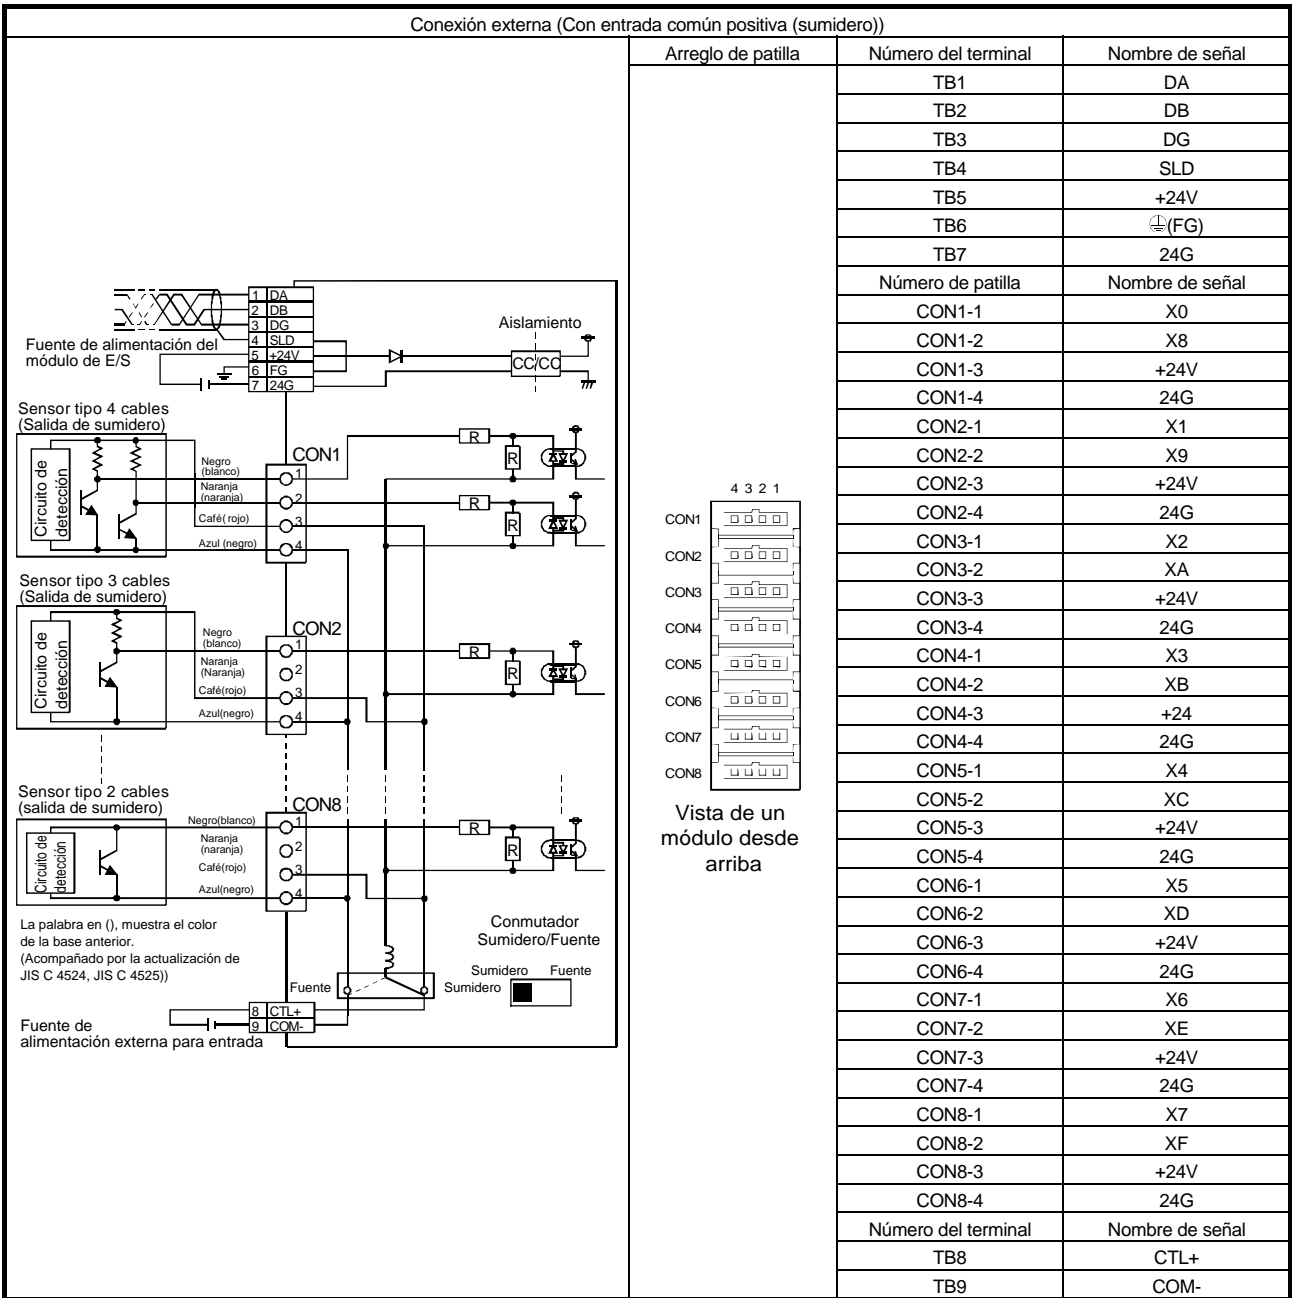 Conexión externa (Con entrada común positiva (sumidero))
Arreglo de patilla Número del terminal Nombre de señal
TB1 DA
TB2 DB
TB3 DG
TB4 SLD
TB5 +24V
TB6 (FG)
TB7 24G
Número de patilla Nombre de señal
CON1-1 X0
CON1-2 X8
CON1-3 +24V
CON1-4 24G
CON2-1 X1
CON2-2 X9
CON2-3 +24V
CON2-4 24G
CON3-1 X2
CON3-2 XA
CON3-3 +24V
CON3-4 24G
CON4-1 X3
CON4-2 XB
CON4-3 +24
CON4-4 24G
CON5-1 X4
CON5-2 XC
CON5-3 +24V
CON5-4 24G
CON6-1 X5
CON6-2 XD
CON6-3 +24V
CON6-4 24G
CON7-1 X6
CON7-2 XE
CON7-3 +24V
CON7-4 24G
CON8-1 X7
CON8-2 XF
CON8-3 +24V
CON8-4 24G
Número del terminal Nombre de señal
TB8 CTL+
TB9 COM-
1 DA
2 DB
3 DG
4 SLD
5 +24V
6 FG
7 24G
Fuente de alimentación del
módulo de E/S
Aislamiento
CC/CC
Sensor tipo 4 cables
(Salida de sumidero)
Circuito de
detección
Negro
(blanco)
Naranja
(naranja)
Café( rojo)
Azul (negro)
CON1
1
2
3
4
R
R
R
R
Sensor tipo 3 cables
(Salida de sumidero)
Circuito de
detección
Negro
(blanco)
Naranja
(Naranja)
Café(rojo)
Azul(negro)
CON2
1
2
3
4
R
R
Sensor tipo 2 cables
(salida de sumidero)
Circuito de
detección
Negro(blanco)
Naranja
(naranja)
Café(rojo)
Azul(negro)
CON8
1
2
3
4
R
R
La palabra en (), muestra el color
de la base anterior.
(Acompañado por la actualización de
JIS C 4524, JIS C 4525))
Conmutador
Sumidero/Fuente
Sumidero Fuente
Fuente
Sumidero
8 CTL+
9 COM-
Fuente de
alimentación externa para entrada
4 3 2 1
CON1
CON2
CON3
CON4
CON5
CON6
CON7
CON8
Vista de un
módulo desde
arriba